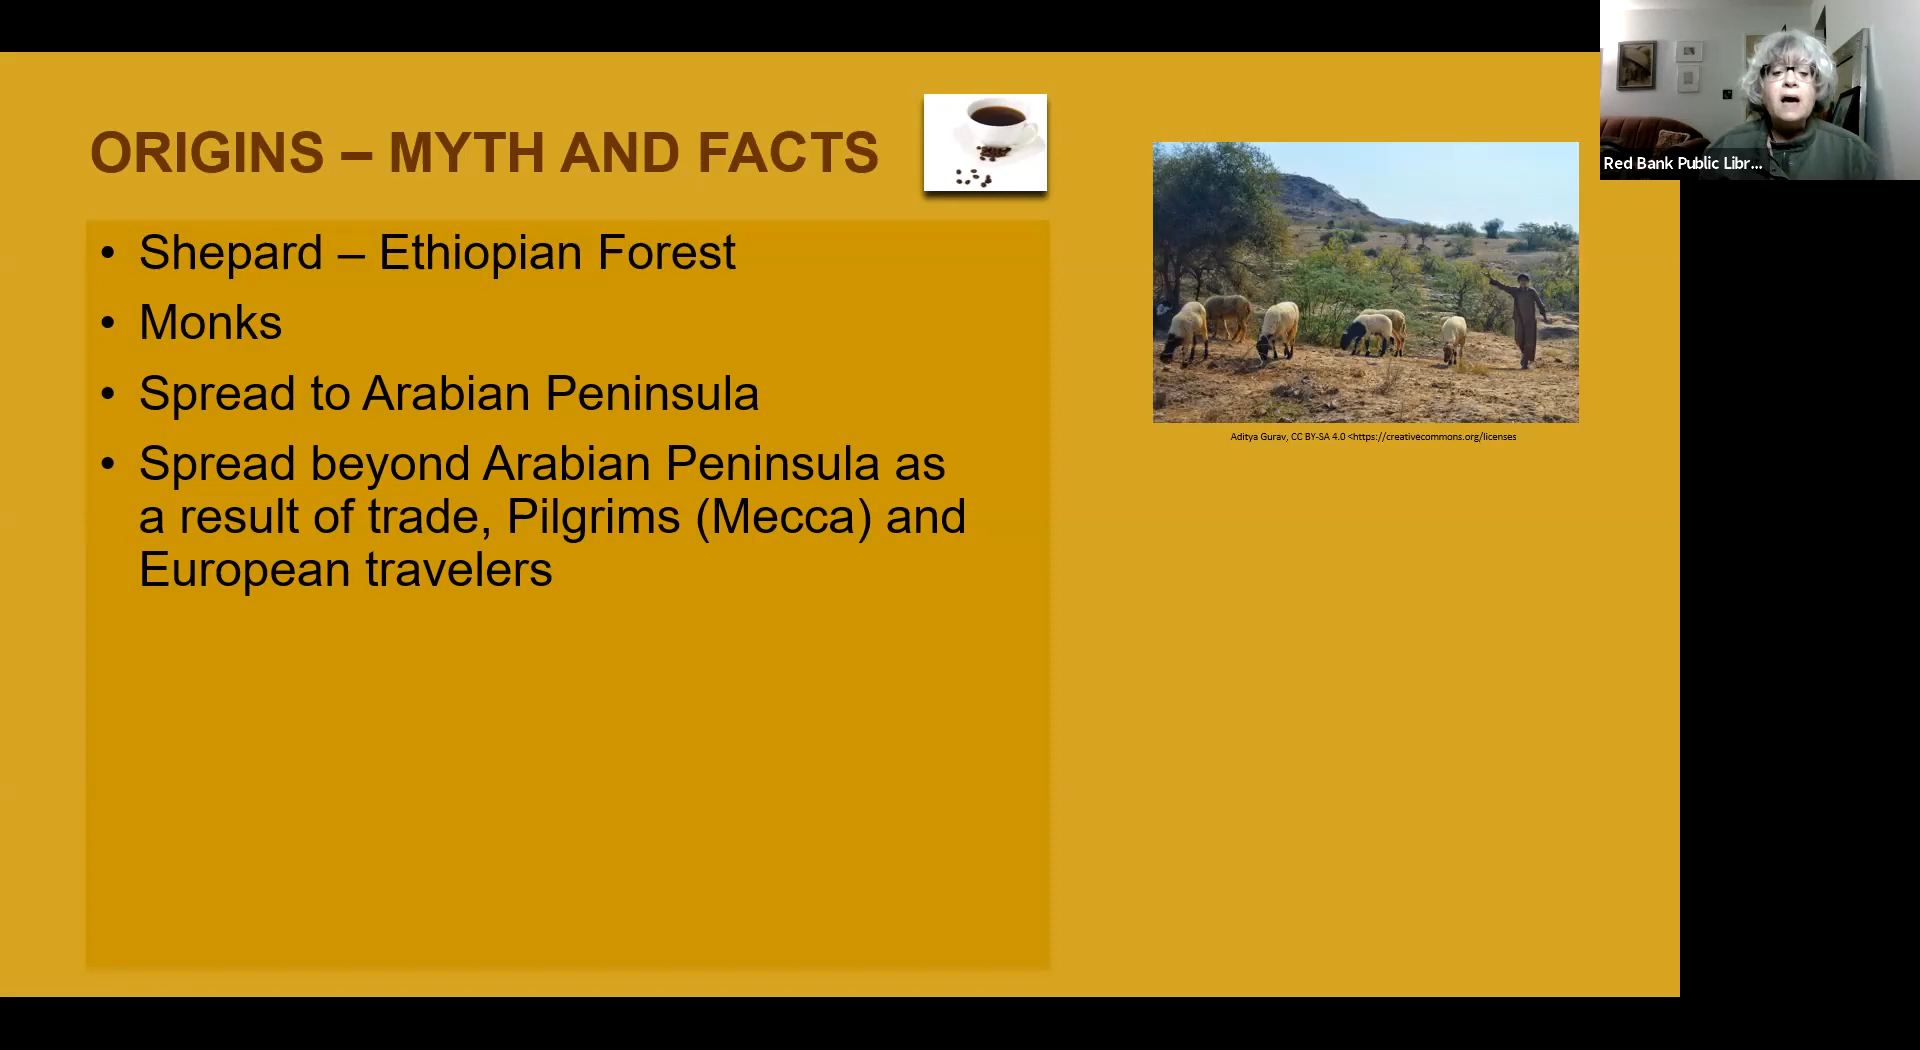 ORIGINS – MYTH AND FACTS
• Shepard – Ethiopian Forest
• Monks
• Spread to Arabian Peninsula
• Spread beyond Arabian Peninsula as
a result of trade, Pilgrims (Mecca) and
European travelers
Aditya Gurav, CC BY-SA 4.0 <https://creativecommons.org/licenses
Red Bank Public Libr...